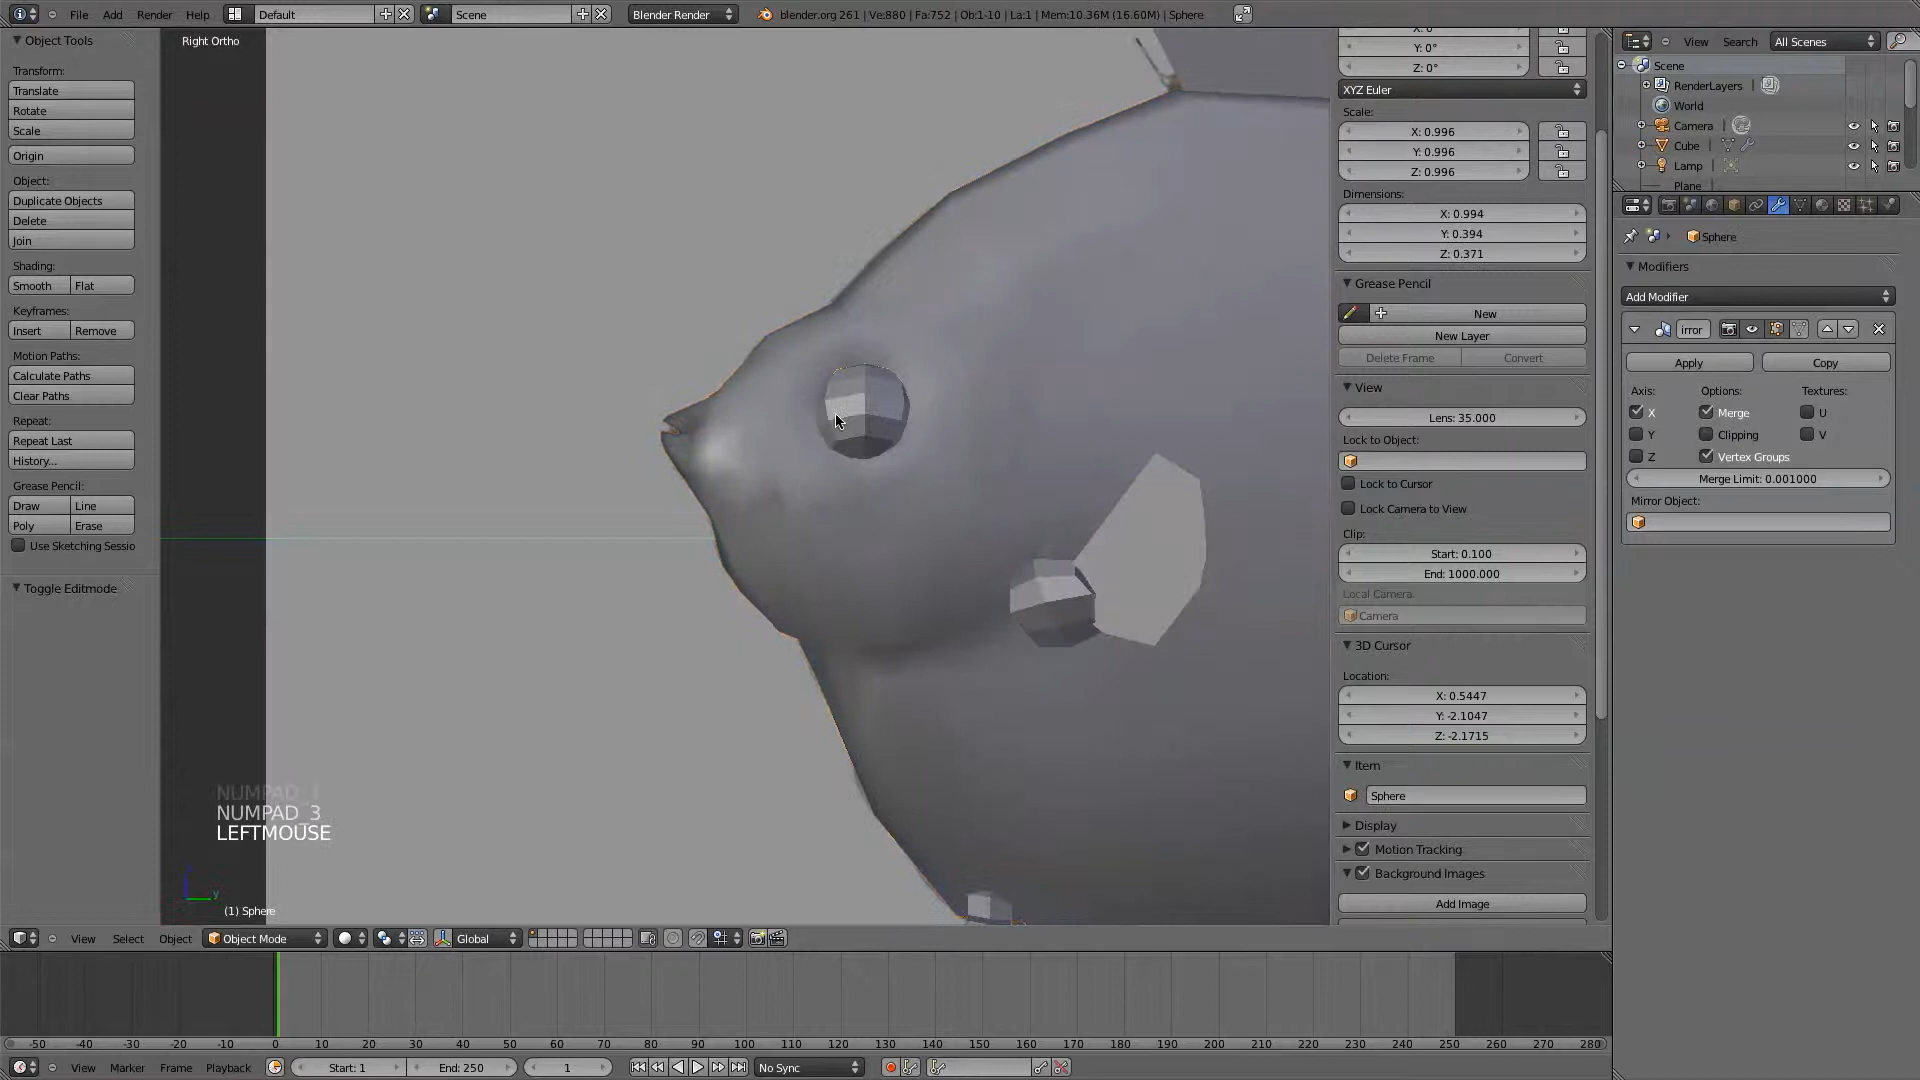 File Add Render Help Default Scene Blender Render blender.org 261 | Ve:880 | Fa:752 | Ob:1-10 | La:1 | Mem:10.36M (16.60M) | Sphere
Object Tools
Transform:
Translate
Rotate
Scale
Origin
Object:
Duplicate Objects
Delete
Join
Shading:
Smooth Flat
Keyframes:
Insert Remove
Motion Paths:
Calculate Paths
Clear Paths
Repeat:
Repeat Last
History...
Grease Pencil:
Draw Line
Poly Erase
Use Sketching Sessio
Toggle Editmode
Right Ortho
NUMPAD_1
NUMPAD_3
LEFTMOUSE
y
(1) Sphere
Y: 0°
Z: 0°
XYZ Euler
Scale:
X: 0.996
Y: 0.996
Z: 0.996
Dimensions:
X: 0.994
Y: 0.394
Z: 0.371
Grease Pencil
New
New Layer
Delete Frame Convert
View
Lens: 35.000
Lock to Object:
Lock to Cursor
Lock Camera to View
Clip:
Start: 0.100
End: 1000.000
Local Camera:
Camera
3D Cursor
Location:
X: 0.5447
Y: -2.1047
Z: -2.1715
Item
Sphere
Display
Motion Tracking
Background Images
Add Image
View Search All Scenes
Scene
RenderLayers |
World
Camera |
Cube |
Lamp |
Plane
Sphere
Modifiers
Add Modifier
irror
Apply Copy
Axis: Options: Textures:
X Merge U
Y Clipping V
Z Vertex Groups
Merge Limit: 0.001000
Mirror Object:
View Select Object Object Mode Global
-50 -40 -30 -20 -10 0 10 20 30 40 50 60 70 80 90 100 110 120 130 140 150 160 170 180 190 200 210 220 230 240 250 260 270 280
View Marker Frame Playback Start: 1 End: 250 1 No Sync